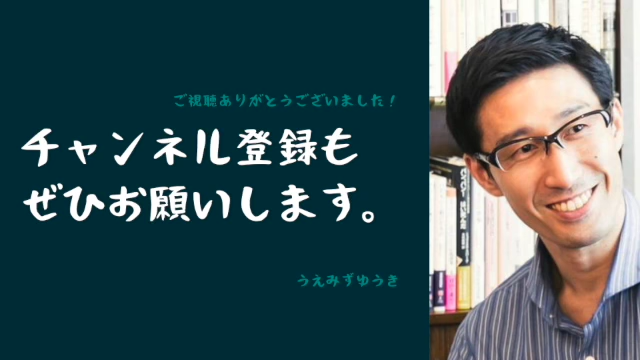 ご視聴ありがとうございました!
チャンネル登録も
ぜひお願いします。
うえみずゆうき